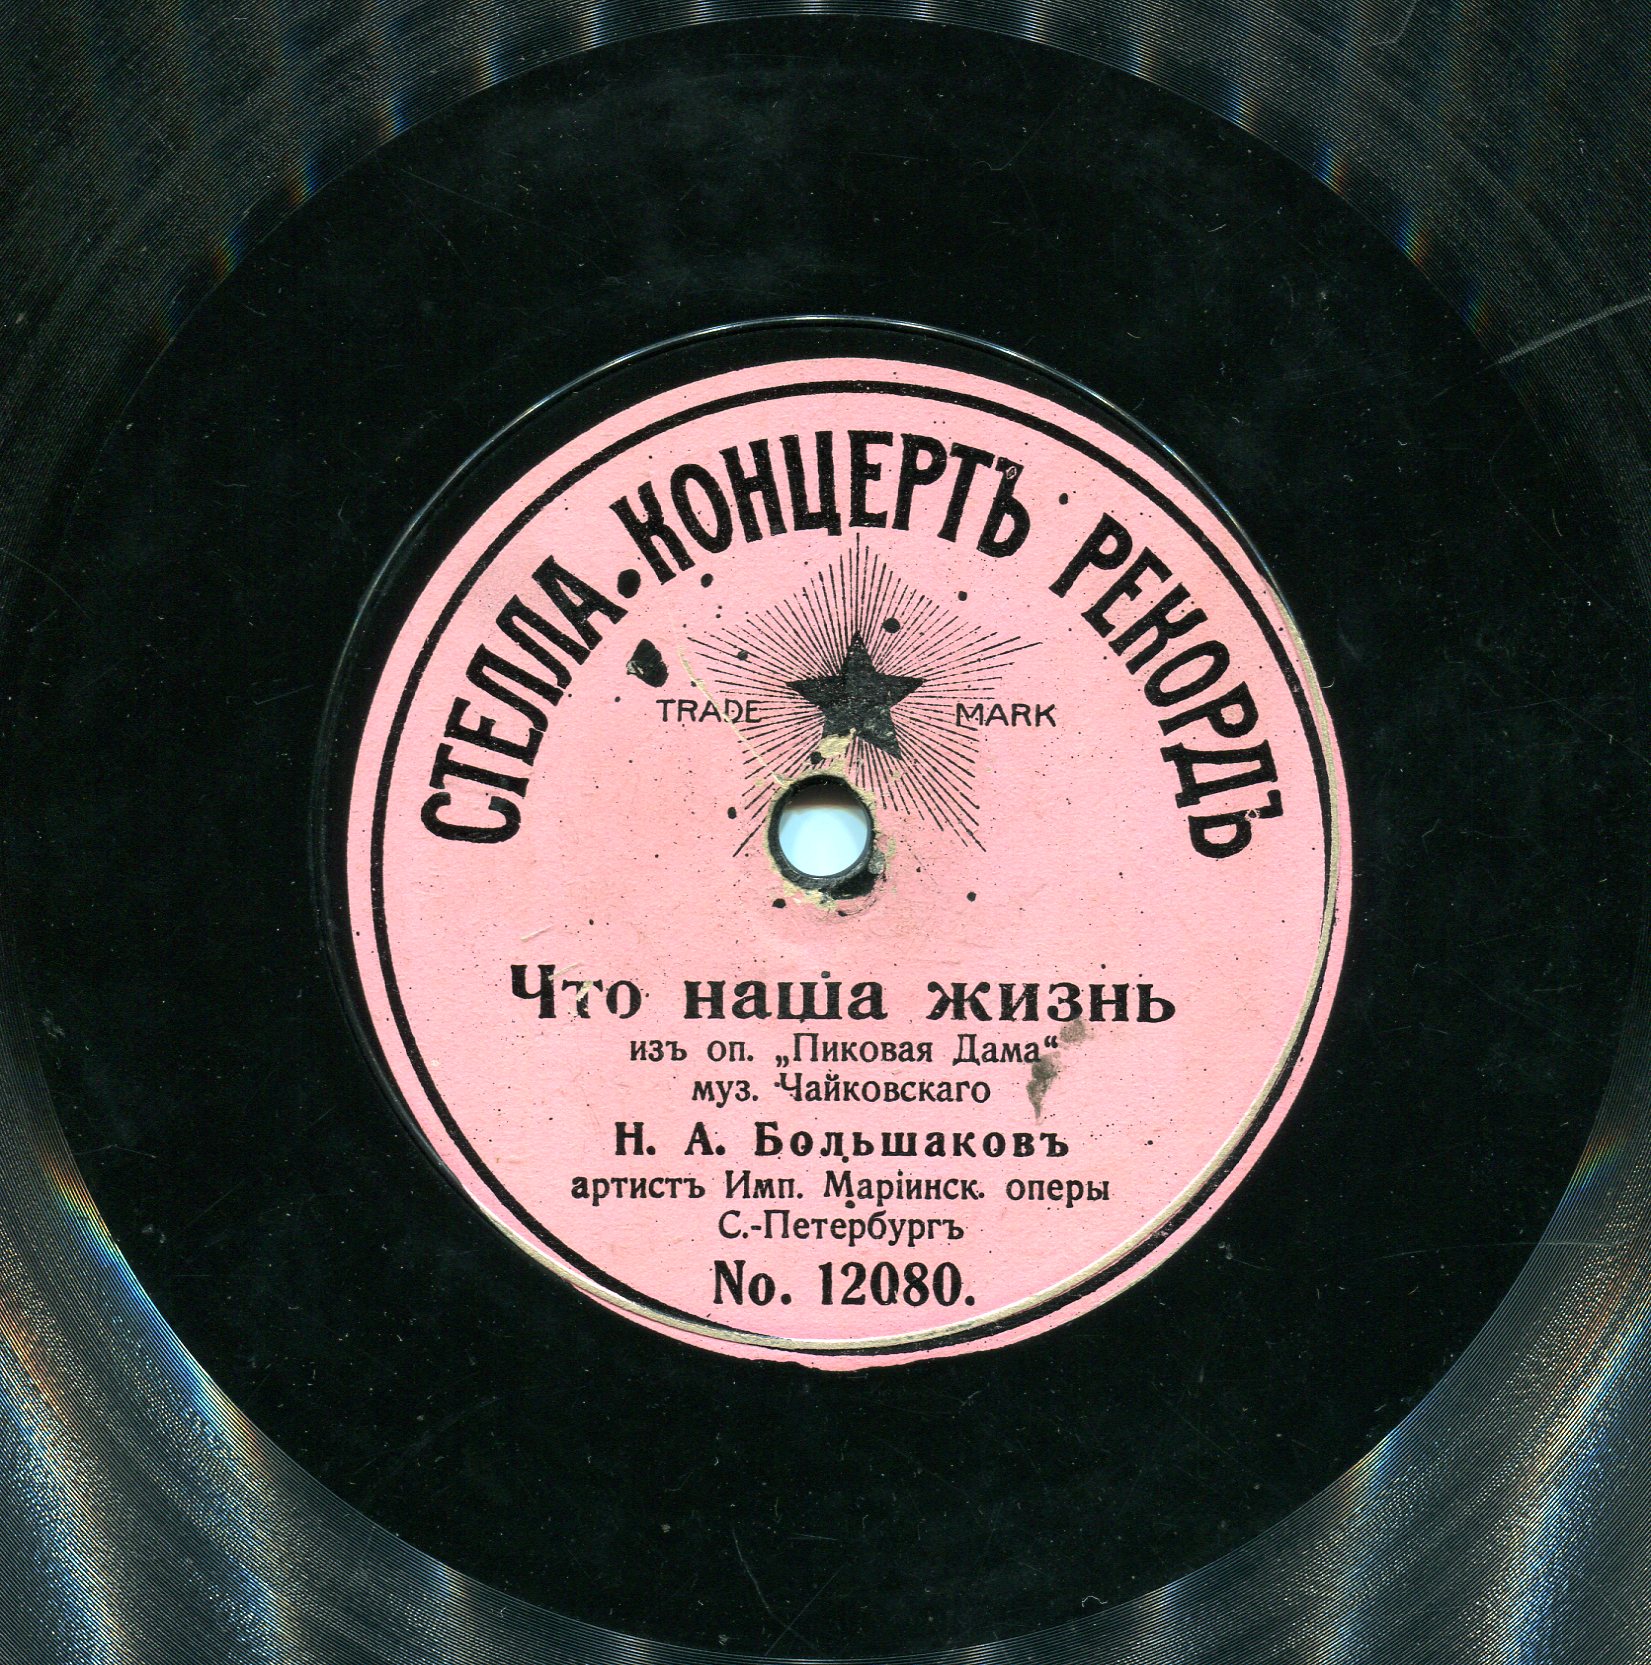 СТЕЛЛА · КОНЦЕРТЪ РЕКОРДЪ
TRADE MARK
Что наша жизнь
изъ оп. „Пиковая Дама“
муз. Чайковскаго
Н. А. Большаковъ
артистъ Имп. Маріинск. оперы
С.-Петербургъ
No. 12080.